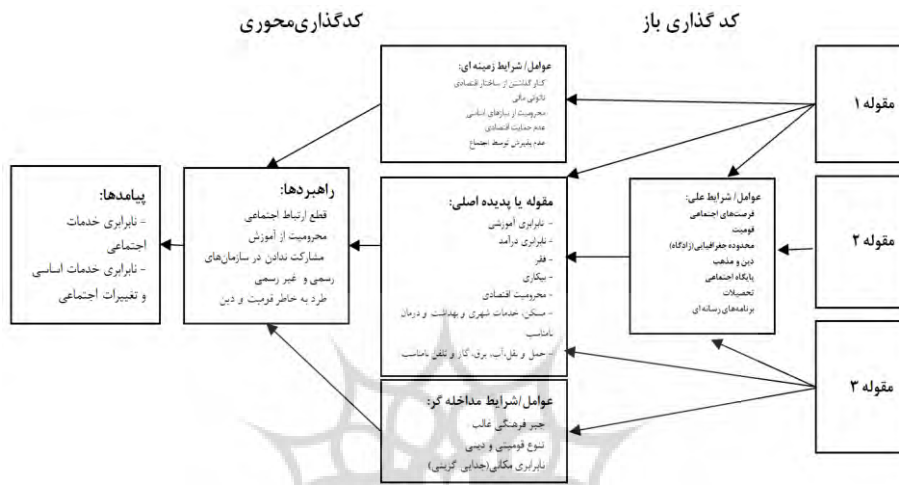 کد گذاری باز
کدگذاری‌محوری
مقوله ۱
مقوله ۲
مقوله ۳
عوامل/ شرایط علی:
فرصت‌های اجتماعی
قومیت
محدوده جغرافیایی(زادگاه)
دین و مذهب
پایگاه اجتماعی
تحصیلات
برنامه‌های رسانه ای
عوامل/ شرایط زمینه ای:
کنار گذاشتن از ساختار اقتصادی
ناتوانی مالی
محرومیت از نیازهای اساسی
عدم حمایت اقتصادی
عدم پذیرش توسط اجتماع
مقوله یا پدیده اصلی:
- نابرابری آموزشی
- نابرابری درآمد
- فقر
- بیکاری
- محرومیت اقتصادی
- مسکن، خدمات شهری و بهداشت و درمان
نامناسب
- حمل و نقل، آب، برق، گاز و تلفن نامناسب
عوامل/شرایط مداخله گر:
جبر فرهنگی غالب
تنوع قومیتی و دینی
نابرابری مکانی(جدایی گزینی)
راهبردها:
قطع ارتباط اجتماعی
محرومیت از آموزش
مشارکت ندادن در سازمان‌های
رسمی و غیر رسمی
طرد به خاطر قومیت و دین
پیامدها:
- نابرابری خدمات
اجتماعی
- نابرابری خدمات اساسی
و تغییرات اجتماعی